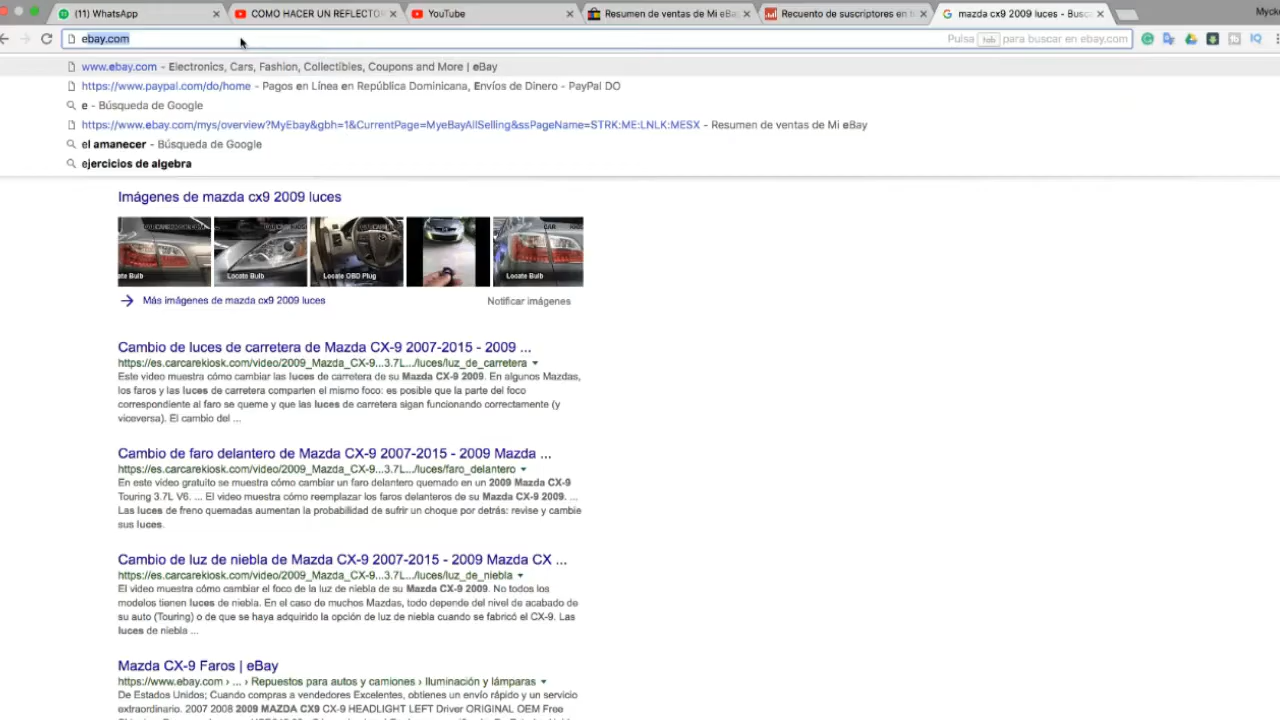 (11) WhatsApp
COMO HACER UN REFLECTO
YouTube
Resumen de ventas de Mi eBa
Recuento de suscriptores en t
mazda cx9 2009 luces - Busc
Mycke
ebay.com
Pulsa tab para buscar en ebay.com
www.ebay.com - Electronics, Cars, Fashion, Collectibles, Coupons and More | eBay
https://www.paypal.com/do/home - Pagos en Línea en República Dominicana, Envíos de Dinero - PayPal DO
e - Búsqueda de Google
https://www.ebay.com/mys/overview?MyEbay&gbh=1&CurrentPage=MyeBayAllSelling&ssPageName=STRK:ME:LNLK:MESX - Resumen de ventas de Mi eBay
el amanecer - Búsqueda de Google
ejercicios de algebra
Imágenes de mazda cx9 2009 luces
ate Bulb
Locate Bulb
Locate OBD Plug
CAR
Locate Bulb
Más imágenes de mazda cx9 2009 luces
Notificar imágenes
Cambio de luces de carretera de Mazda CX-9 2007-2015 - 2009 ...
https://es.carcarekiosk.com/video/2009_Mazda_CX-9...3.7L.../luces/luz_de_carretera
Este video muestra cómo cambiar las luces de carretera de su Mazda CX-9 2009. En algunos Mazdas,
los faros y las luces de carretera comparten el mismo foco: es posible que la parte del foco
correspondiente al faro se queme y que las luces de carretera sigan funcionando correctamente (y
viceversa). El cambio del ...
Cambio de faro delantero de Mazda CX-9 2007-2015 - 2009 Mazda ...
https://es.carcarekiosk.com/video/2009_Mazda_CX-9...3.7L.../luces/faro_delantero
En este video gratuito se muestra cómo cambiar un faro delantero quemado en un 2009 Mazda CX-9
Touring 3.7L V6. ... El video muestra cómo reemplazar los faros delanteros de su Mazda CX-9 2009. ...
Las luces de freno quemadas aumentan la probabilidad de sufrir un choque por detrás: revise y cambie
sus luces.
Cambio de luz de niebla de Mazda CX-9 2007-2015 - 2009 Mazda CX ...
https://es.carcarekiosk.com/video/2009_Mazda_CX-9...3.7L.../luces/luz_de_niebla
El video muestra cómo cambiar el foco de la luz de niebla de su Mazda CX-9 2009. No todos los
modelos tienen luces de niebla. En el caso de muchos Mazdas, todo depende del nivel de acabado de
su auto (Touring) o de que se haya adquirido la opción de luz de niebla cuando se fabricó el CX-9. Las
luces de niebla ...
Mazda CX-9 Faros | eBay
https://www.ebay.com › ... › Repuestos para autos y camiones › Iluminación y lámparas
De Estados Unidos; Cuando compras a vendedores Excelentes, obtienes un envío rápido y un servicio
extraordinario. 2007 2008 2009 MAZDA CX9 CX-9 HEADLIGHT LEFT Driver ORIGINAL OEM Free